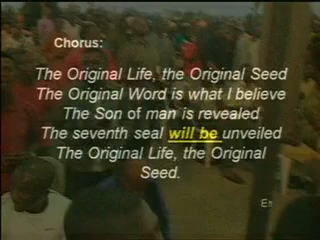 Chorus:
The Original Life, the Original Seed
The Original Word is what I believe
The Son of man is revealed
The seventh seal will be unveiled
The Original Life, the Original
Seed.